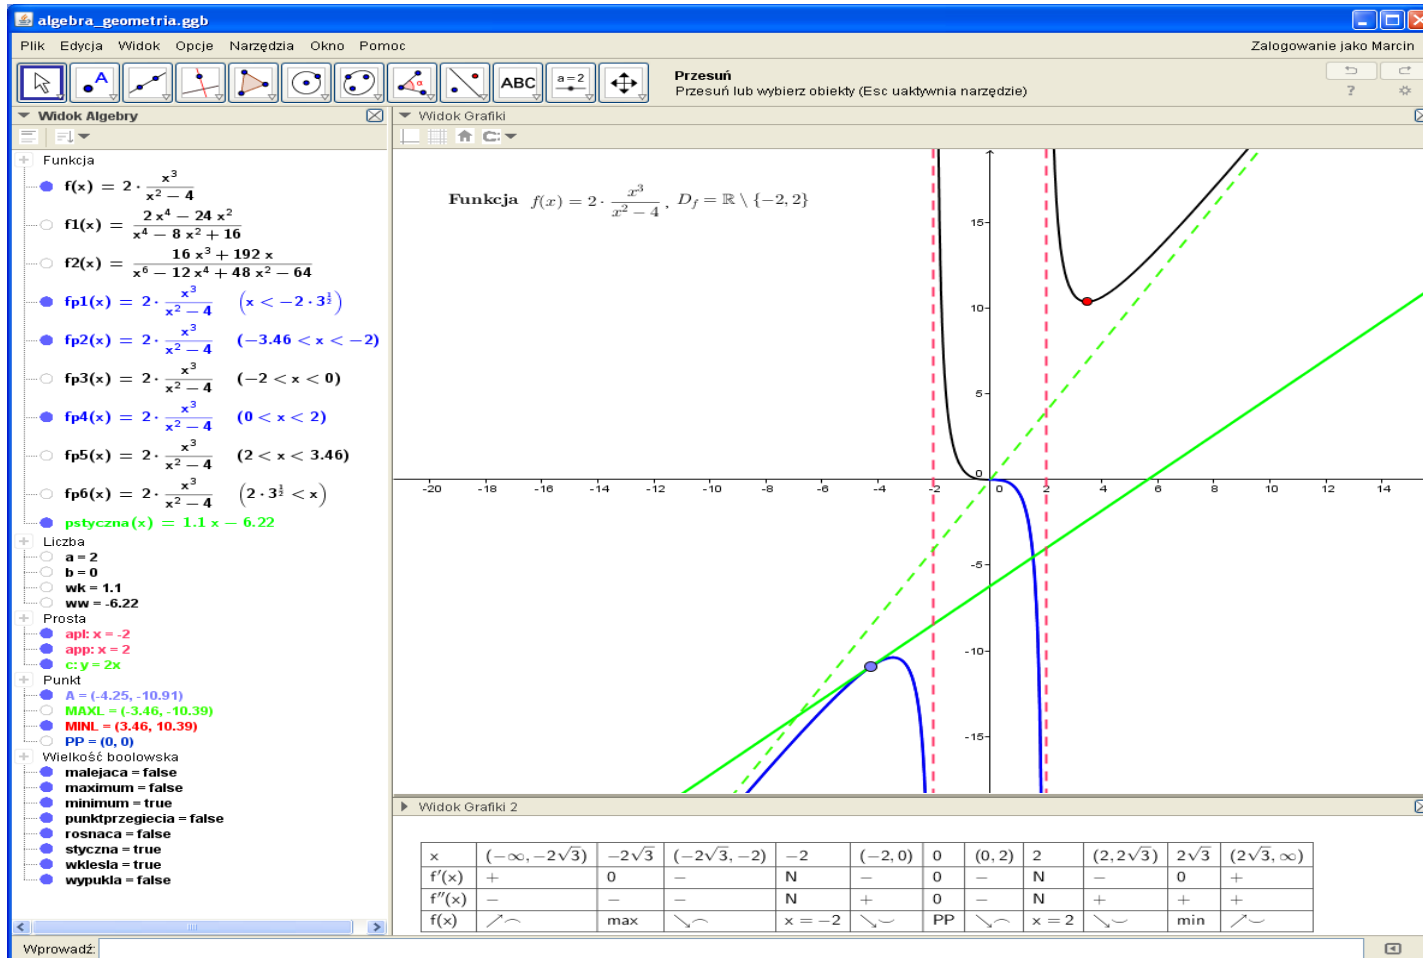 algebra_geometria.ggb
Plik Edycja Widok Opcje Narzędzia Okno Pomoc
Zalogowanie jako Marcin
A
α
ABC
a = 2
Przesuń
Przesuń lub wybierz obiekty (Esc uaktywnia narzędzie)
?
Widok Algebry
Funkcja
f(x) = 2 · x³/(x² − 4)
f1(x) = (2 x⁴ − 24 x²)/(x⁴ − 8 x² + 16)
f2(x) = (16 x³ + 192 x)/(x⁶ − 12 x⁴ + 48 x² − 64)
fp1(x) = 2 · x³/(x² − 4) (x < −2 · 3^(1/2))
fp2(x) = 2 · x³/(x² − 4) (−3.46 < x < −2)
fp3(x) = 2 · x³/(x² − 4) (−2 < x < 0)
fp4(x) = 2 · x³/(x² − 4) (0 < x < 2)
fp5(x) = 2 · x³/(x² − 4) (2 < x < 3.46)
fp6(x) = 2 · x³/(x² − 4) (2 · 3^(1/2) < x)
pstyczna(x) = 1.1 x − 6.22
Liczba
a = 2
b = 0
wk = 1.1
ww = -6.22
Prosta
apl: x = -2
app: x = 2
c: y = 2x
Punkt
A = (-4.25, -10.91)
MAXL = (-3.46, -10.39)
MINL = (3.46, 10.39)
PP = (0, 0)
Wielkość boolowska
malejaca = false
maximum = false
minimum = true
punktprzegiecia = false
rosnaca = false
styczna = true
wklesla = true
wypukla = false
Widok Grafiki
Funkcja f(x) = 2 · x³/(x² − 4), D_f = ℝ \ {−2, 2}
15
10
5
0
-20 -18 -16 -14 -12 -10 -8 -6 -4 -2 0 2 4 6 8 10 12 14
-5
-10
-15
Widok Grafiki 2
x (−∞, −2√3) −2√3 (−2√3, −2) −2 (−2, 0) 0 (0, 2) 2 (2, 2√3) 2√3 (2√3, ∞)
f′(x) + 0 − N − 0 − N − 0 +
f″(x) − − − N + 0 − N + + +
f(x) ↗⌢ max ↘⌢ x = −2 ↘⌣ PP ↘⌢ x = 2 ↘⌣ min ↗⌣
Wprowadź: